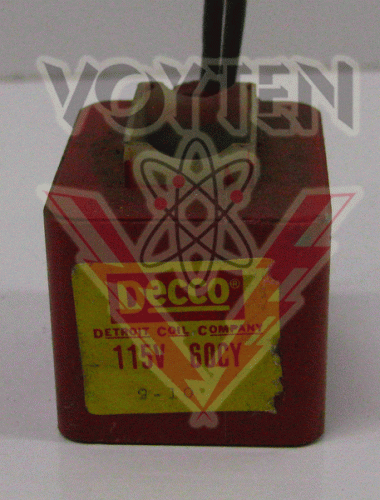 VOYTEN
Decco®
DETROIT COIL COMPANY
115V 60CY